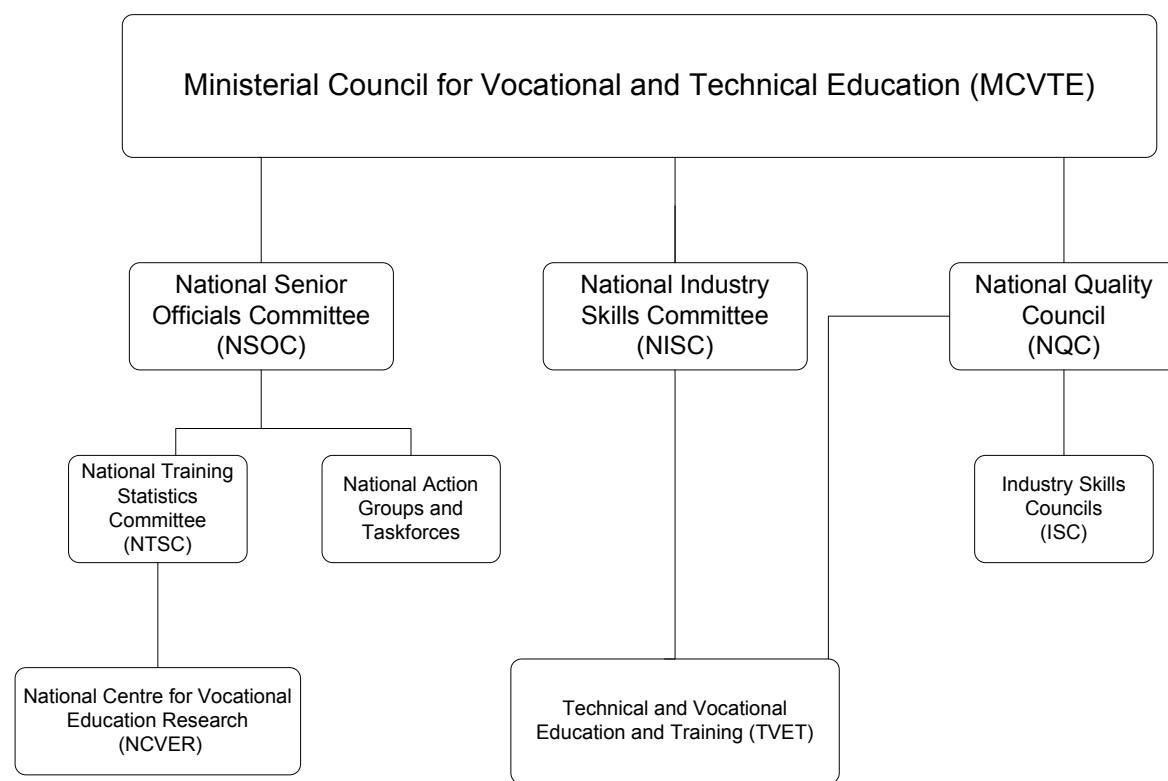 Ministerial Council for Vocational and Technical Education (MCVTE)
National Senior
Officials Committee
(NSOC)
National Industry
Skills Committee
(NISC)
National Quality
Council
(NQC)
National Training
Statistics
Committee
(NTSC)
National Action
Groups and
Taskforces
Industry Skills
Councils
(ISC)
National Centre for Vocational
Education Research
(NCVER)
Technical and Vocational
Education and Training (TVET)